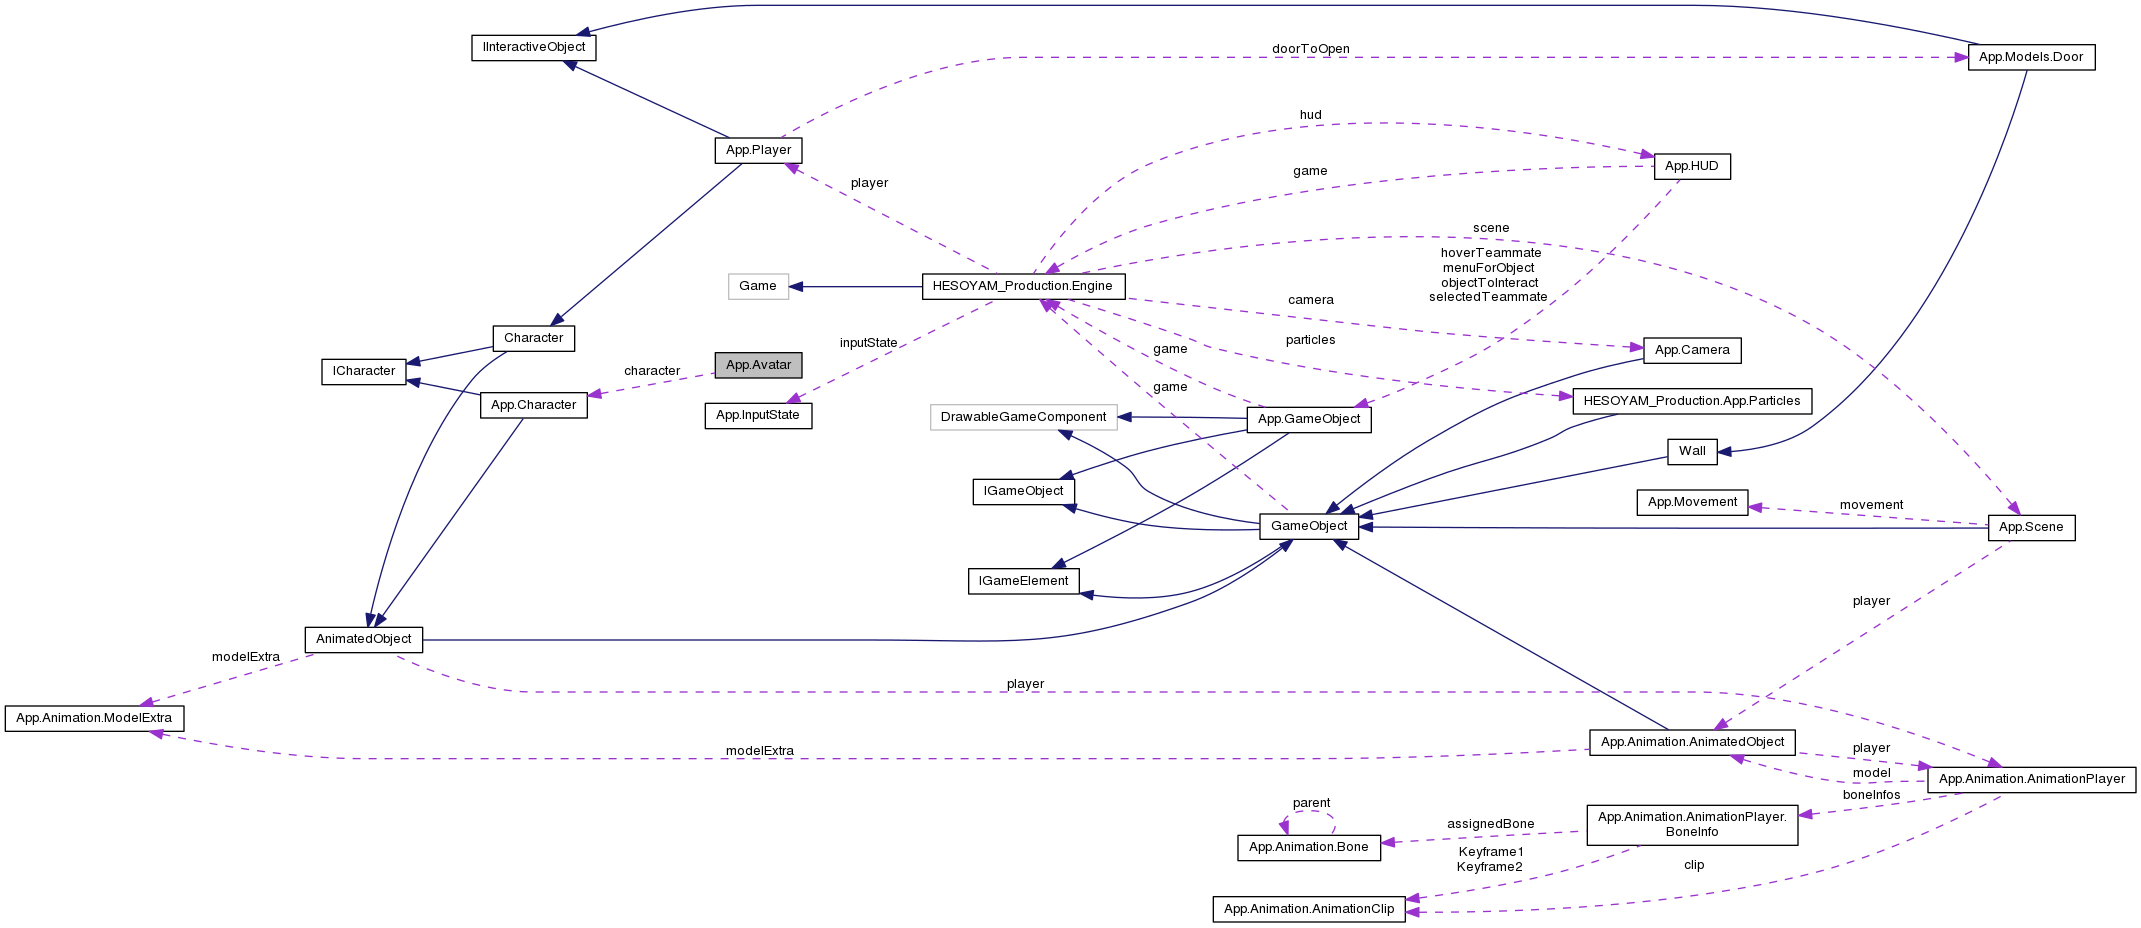 IInteractiveObject
doorToOpen
App.Models.Door
hud
App.Player
App.HUD
player
game
scene
hoverTeammate
menuForObject
objectToInteract
selectedTeammate
Game
HESOYAM_Production.Engine
camera
Character
inputState
particles
game
App.Camera
ICharacter
character
App.Avatar
game
HESOYAM_Production.App.Particles
App.Character
App.InputState
DrawableGameComponent
App.GameObject
Wall
IGameObject
App.Movement
movement
GameObject
App.Scene
IGameElement
player
AnimatedObject
modelExtra
player
App.Animation.ModelExtra
modelExtra
App.Animation.AnimatedObject
player
model
App.Animation.AnimationPlayer
boneInfos
parent
App.Animation.AnimationPlayer.
BoneInfo
assignedBone
App.Animation.Bone
Keyframe1
Keyframe2
clip
App.Animation.AnimationClip